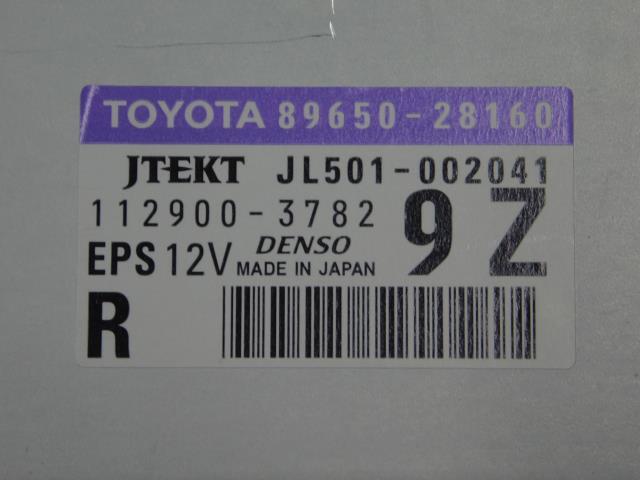 TOYOTA 89650-28160
JTEKT JL501-002041
112900-3782 9Z
EPS 12V DENSO
MADE IN JAPAN
R